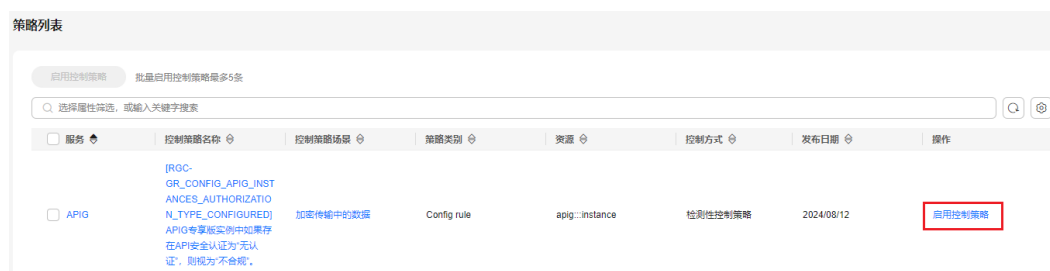 策略列表
启用控制策略 批量启用控制策略最多5条
选择属性筛选，或输入关键字搜索
服务 控制策略名称 控制策略场景 策略类别 资源 控制方式 发布日期 操作
[RGC-
GR_CONFIG_APIG_INST
ANCES_AUTHORIZATIO
APIG N_TYPE_CONFIGURED] 加密传输中的数据 Config rule apig:::instance 检测性控制策略 2024/08/12 启用控制策略
APIG专享版实例中如果存
在API安全认证为“无认
证”，则视为“不合规”。